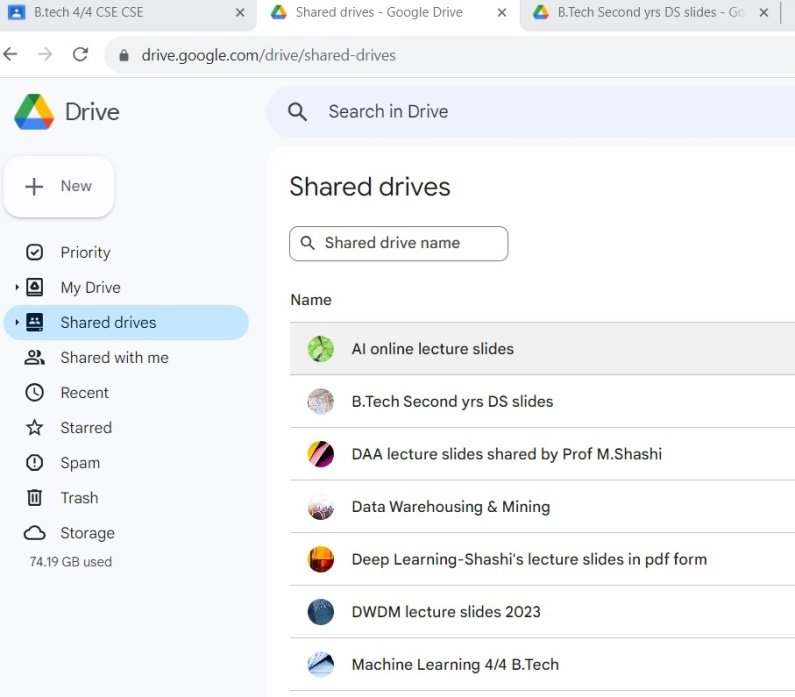 B.tech 4/4 CSE CSE
Shared drives - Google Drive
B.Tech Second yrs DS slides - Go
drive.google.com/drive/shared-drives
Drive
Search in Drive
New
Priority
My Drive
Shared drives
Shared with me
Recent
Starred
Spam
Trash
Storage
74.19 GB used
Shared drives
Shared drive name
Name
AI online lecture slides
B.Tech Second yrs DS slides
DAA lecture slides shared by Prof M.Shashi
Data Warehousing & Mining
Deep Learning-Shashi's lecture slides in pdf form
DWDM lecture slides 2023
Machine Learning 4/4 B.Tech